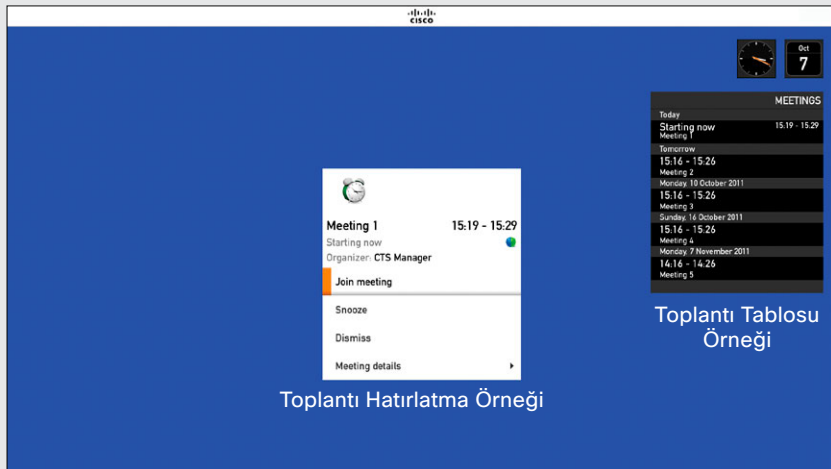 CISCO
Oct
7
MEETINGS
Today
Starting now 15:19 - 15:29
Meeting 1
Tomorrow
15:16 - 15:26
Meeting 2
Monday, 10 October 2011
15:16 - 15:26
Meeting 3
Sunday, 16 October 2011
15:16 - 15:26
Meeting 4
Monday, 7 November 2011
14:16 - 14:26
Meeting 5
Toplantı Tablosu
Örneği
Meeting 1 15:19 - 15:29
Starting now
Organizer: CTS Manager
Join meeting
Snooze
Dismiss
Meeting details
Toplantı Hatırlatma Örneği